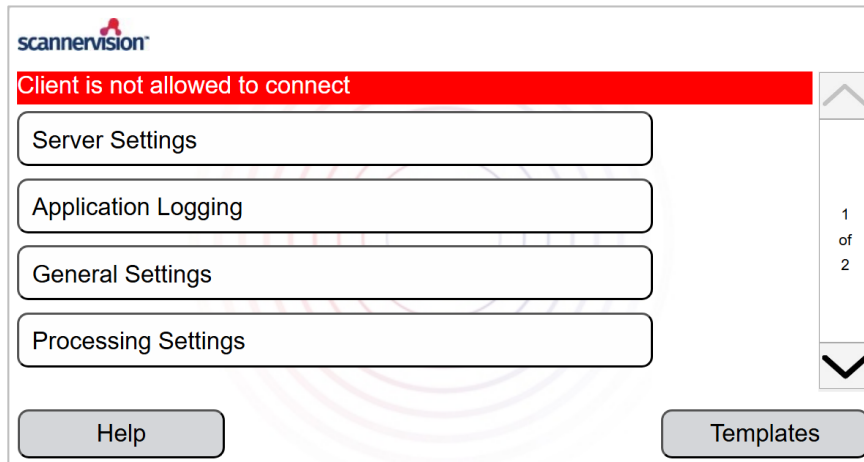 scannervision™
Client is not allowed to connect
Server Settings
Application Logging
General Settings
Processing Settings
1
of
2
Help
Templates